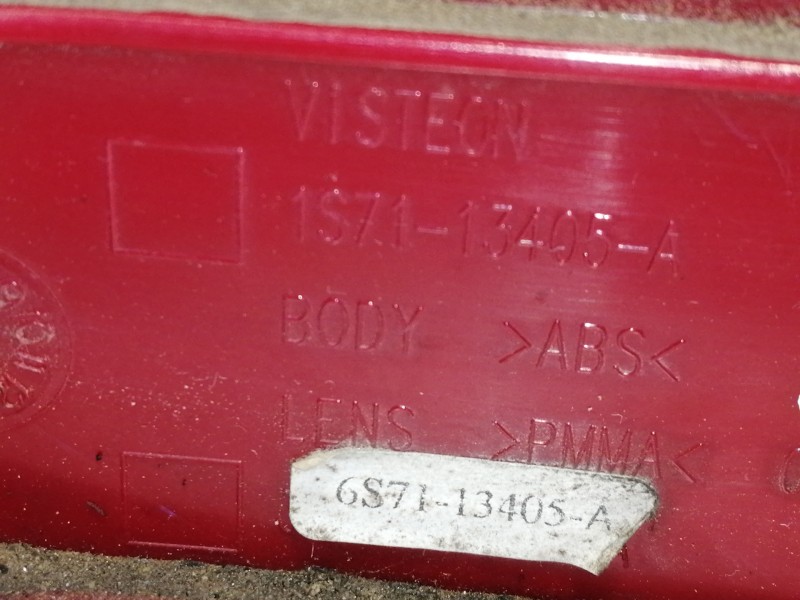 VISTEON
1S71-13405-A
BODY >ABS<
LENS >PMMA<
6S71-13405-A